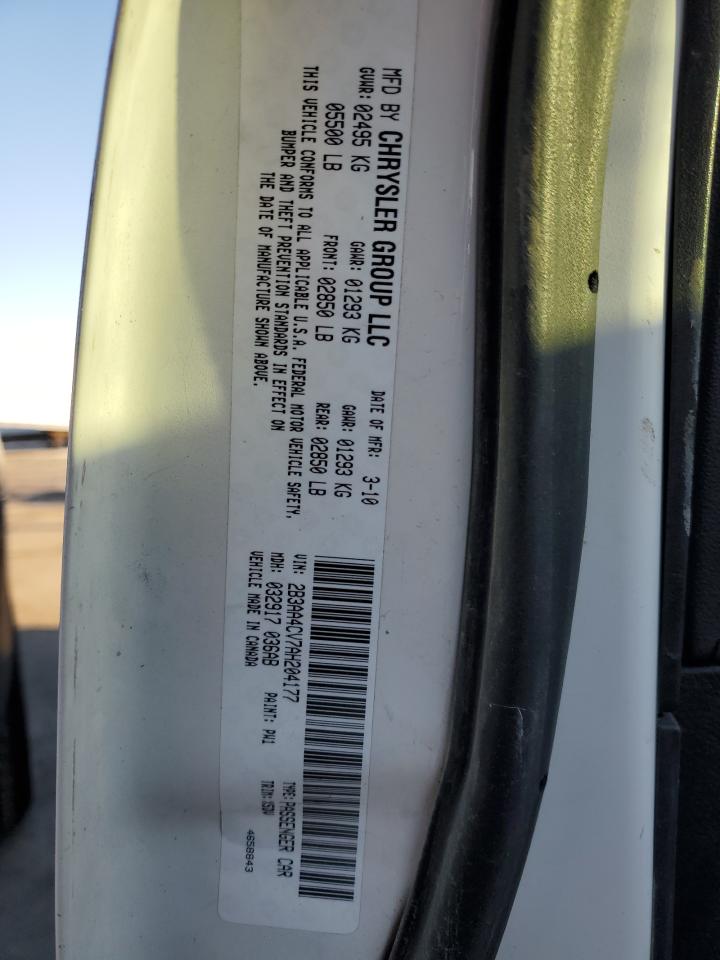 MFD BY CHRYSLER GROUP LLC
DATE OF MFR: 3-10
GVWR: 02495 KG
GAWR: 01293 KG
GAWR: 01293 KG
05500 LB
FRONT: 02850 LB
REAR: 02850 LB
THIS VEHICLE CONFORMS TO ALL APPLICABLE U.S.A. FEDERAL MOTOR VEHICLE SAFETY,
BUMPER AND THEFT PREVENTION STANDARDS IN EFFECT ON
THE DATE OF MANUFACTURE SHOWN ABOVE.
VIN: 2B3AA4CV7AH204177
TYPE: PASSENGER CAR
MDH: 032917 036AB
PAINT: PW1
TRIM:
VEHICLE MADE IN CANADA
4658843